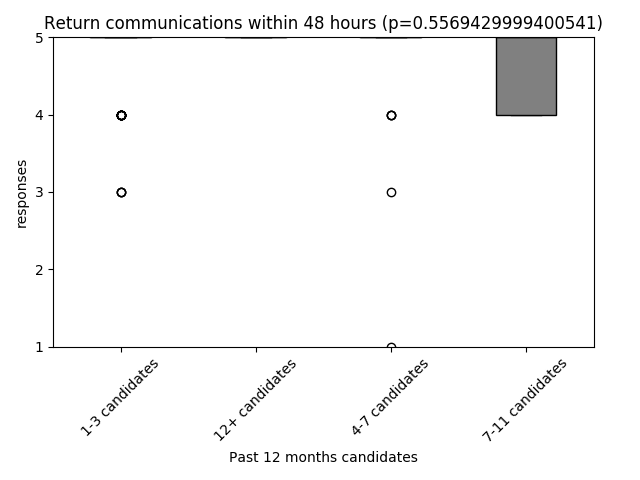 Return communications within 48 hours (p=0.5569429999400541)
5
4
3
2
1
responses
1-3 candidates
12+ candidates
4-7 candidates
7-11 candidates
Past 12 months candidates